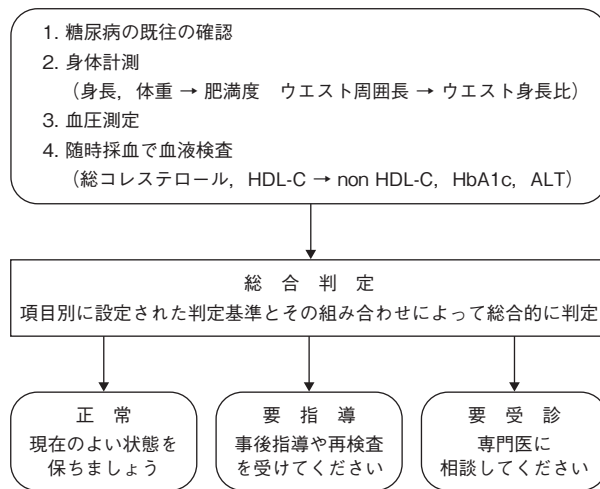 1. 糖尿病の既往の確認
2. 身体計測
（身長，体重 → 肥満度　ウエスト周囲長 → ウエスト身長比）
3. 血圧測定
4. 随時採血で血液検査
（総コレステロール，HDL-C → non HDL-C，HbA1c，ALT）
総　合　判　定
項目別に設定された判定基準とその組み合わせによって総合的に判定
正　常
現在のよい状態を
保ちましょう
要　指　導
事後指導や再検査
を受けてください
要　受　診
専門医に
相談してください